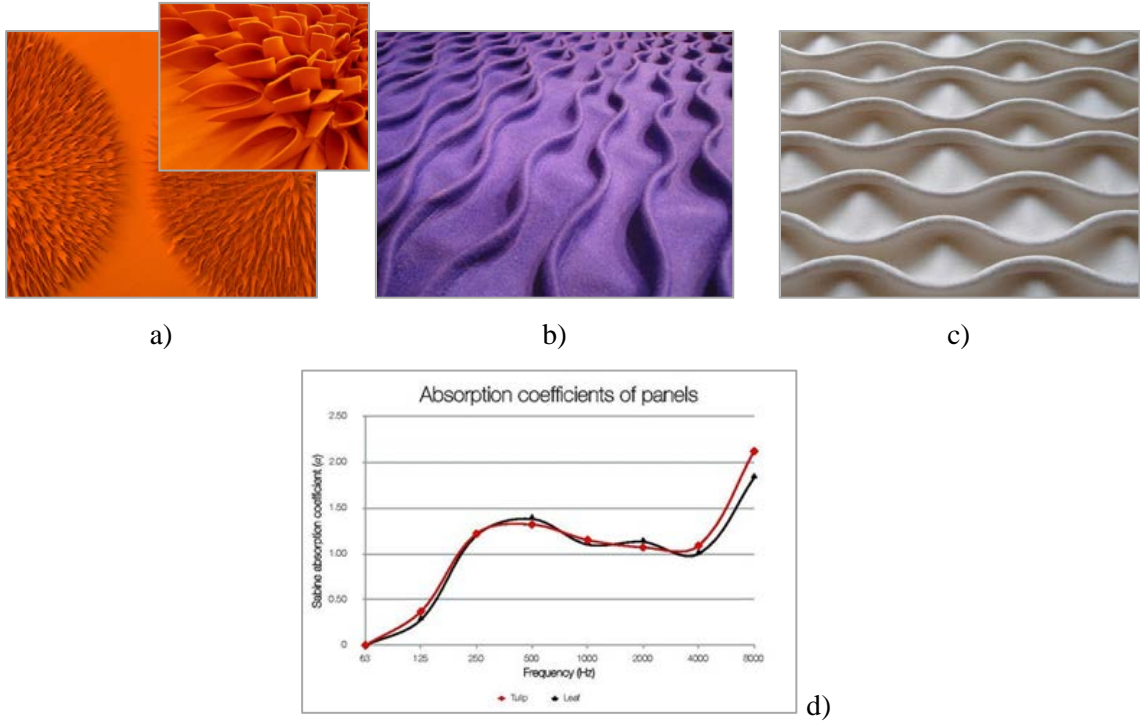 a)
b)
c)
Absorption coefficients of panels
2.50
2.00
1.50
1.00
0.50
0
Sabine absorption coefficient (α)
63 125 250 500 1000 2000 4000 8000
Frequency (Hz)
Tulip Leaf
d)